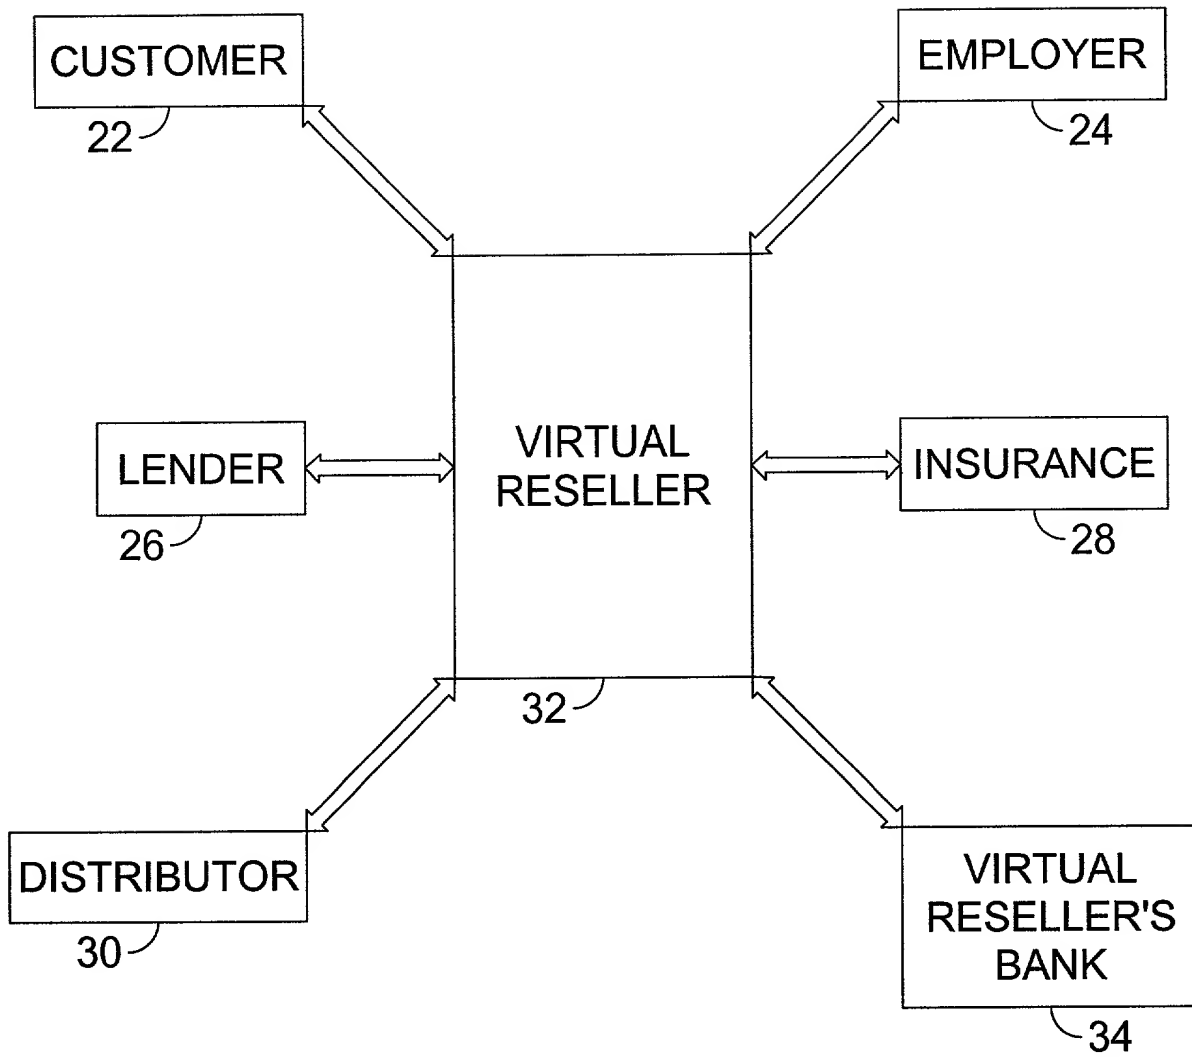 CUSTOMER
22
EMPLOYER
24
LENDER
26
VIRTUAL
RESELLER
32
INSURANCE
28
DISTRIBUTOR
30
VIRTUAL
RESELLER'S
BANK
34